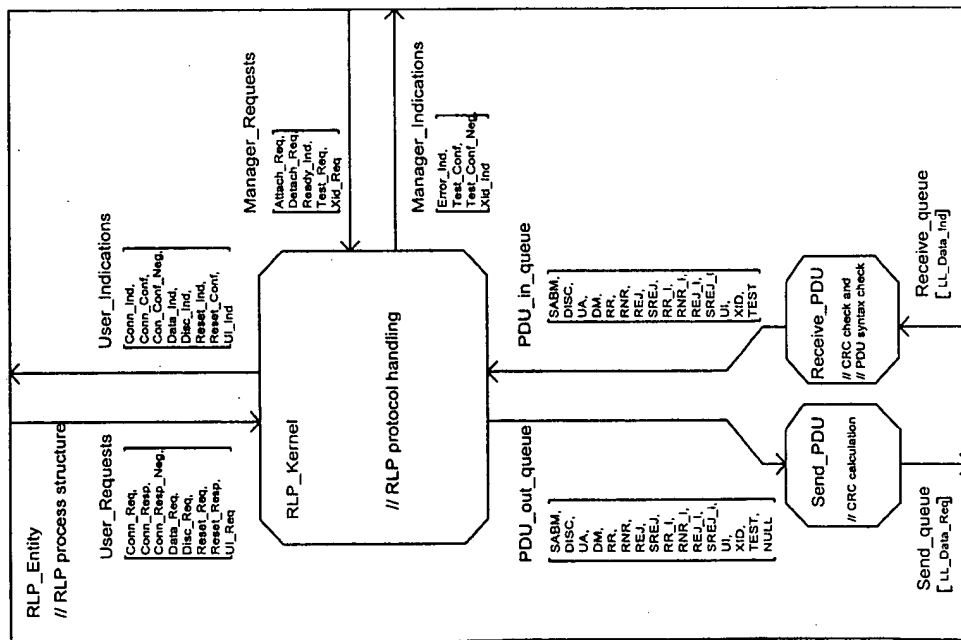 RLP_Entity
// RLP process structure
User_Requests
Conn_Req,
Conn_Resp,
Conn_Resp_Neg,
Data_Req,
Disc_Req,
Reset_Req,
Reset_Resp,
UI_Req
User_Indications
Conn_Ind,
Conn_Conf,
Con_Conf_Neg,
Data_Ind,
Disc_Ind,
Reset_Ind,
Reset_Conf,
UI_Ind
Manager_Requests
Attach_Req,
Detach_Req,
Ready_Ind,
Test_Req,
Xid_Req
Manager_Indications
Error_Ind,
Test_Conf,
Test_Conf_Neg,
Xid_Ind
RLP_Kernel
// RLP protocol handling
PDU_out_queue
SABM,
DISC,
UA,
DM,
RR,
RNR,
REJ,
SREJ,
RR_I,
RNR_I,
REJ_I,
SREJ_I,
UI,
XID,
TEST,
NULL
PDU_in_queue
SABM,
DISC,
UA,
DM,
RR,
RNR,
REJ,
SREJ,
RR_I,
RNR_I,
REJ_I,
SREJ_I
UI,
XID,
TEST
Send_PDU
// CRC calculation
Receive_PDU
// CRC check and
// PDU syntax check
Send_queue
[ LL_Data_Req]
Receive_queue
[ LL_Data_Ind]